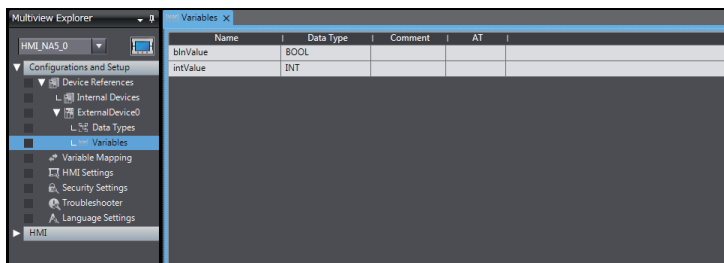 Multiview Explorer
Variables
HMI_NA5_0
Configurations and Setup
Device References
Internal Devices
ExternalDevice0
Data Types
Variables
Variable Mapping
HMI Settings
Security Settings
Troubleshooter
Language Settings
HMI
Name | Data Type | Comment | AT |
blnValue BOOL
intValue INT